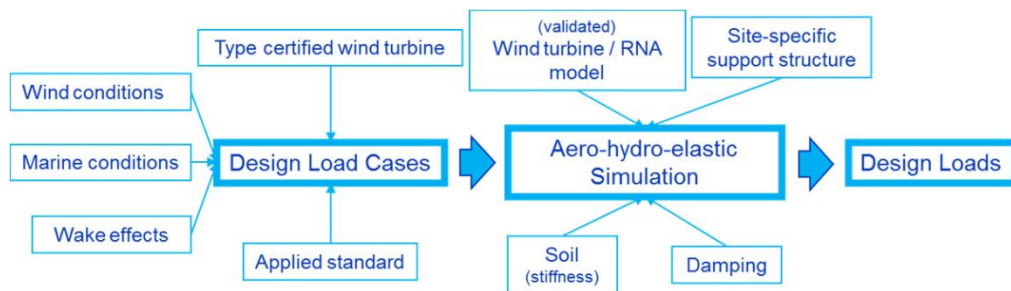 Type certified wind turbine
(validated)
Wind turbine / RNA
model
Site-specific
support structure
Wind conditions
Marine conditions
Wake effects
Design Load Cases
Aero-hydro-elastic
Simulation
Design Loads
Applied standard
Soil
(stiffness)
Damping